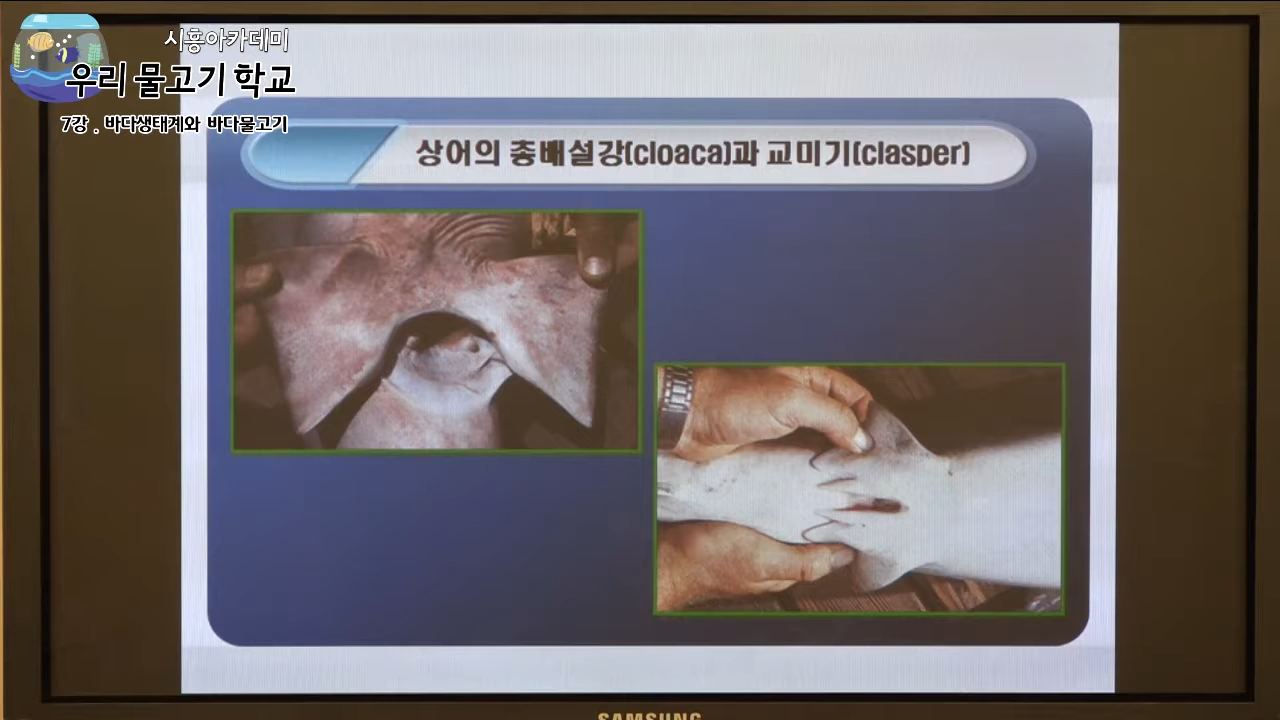 시흥아카데미
우리 물고기 학교
7강 . 바다생태계와 바다물고기
상어의 총배설강(cloaca)과 교미기(clasper)
SAMSUNG